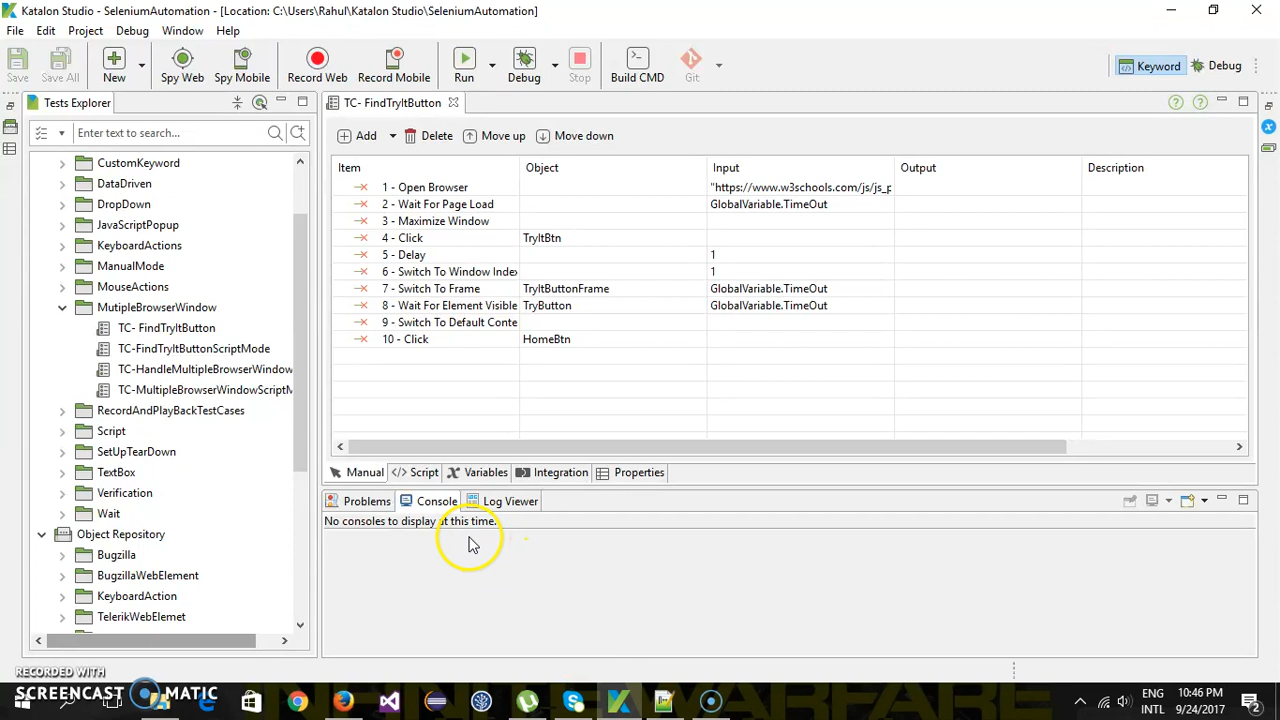 Katalon Studio - SeleniumAutomation - [Location: C:\Users\Rahul\Katalon Studio\SeleniumAutomation]
File Edit Project Debug Window Help
Save Save All New Spy Web Spy Mobile Record Web Record Mobile Run Debug Stop Build CMD Git Keyword Debug
Tests Explorer
Enter text to search...
CustomKeyword
DataDriven
DropDown
JavaScriptPopup
KeyboardActions
ManualMode
MouseActions
MutipleBrowserWindow
TC- FindTryItButton
TC-FindTryItButtonScriptMode
TC-HandleMultipleBrowserWindow
TC-MultipleBrowserWindowScriptM
RecordAndPlayBackTestCases
Script
SetUpTearDown
TextBox
Verification
Wait
Object Repository
Bugzilla
BugzillaWebElement
KeyboardAction
TelerikWebElemet
TC- FindTryItButton
Add Delete Move up Move down
Item Object Input Output Description
1 - Open Browser "https://www.w3schools.com/js/js_p
2 - Wait For Page Load GlobalVariable.TimeOut
3 - Maximize Window
4 - Click TryItBtn
5 - Delay 1
6 - Switch To Window Index 1
7 - Switch To Frame TryItButtonFrame GlobalVariable.TimeOut
8 - Wait For Element Visible TryButton GlobalVariable.TimeOut
9 - Switch To Default Conte
10 - Click HomeBtn
Manual </> Script Variables Integration Properties
Problems Console Log Viewer
No consoles to display at this time.
RECORDED WITH
SCREENCAST MATIC
ENG
INTL
10:46 PM
9/24/2017
2